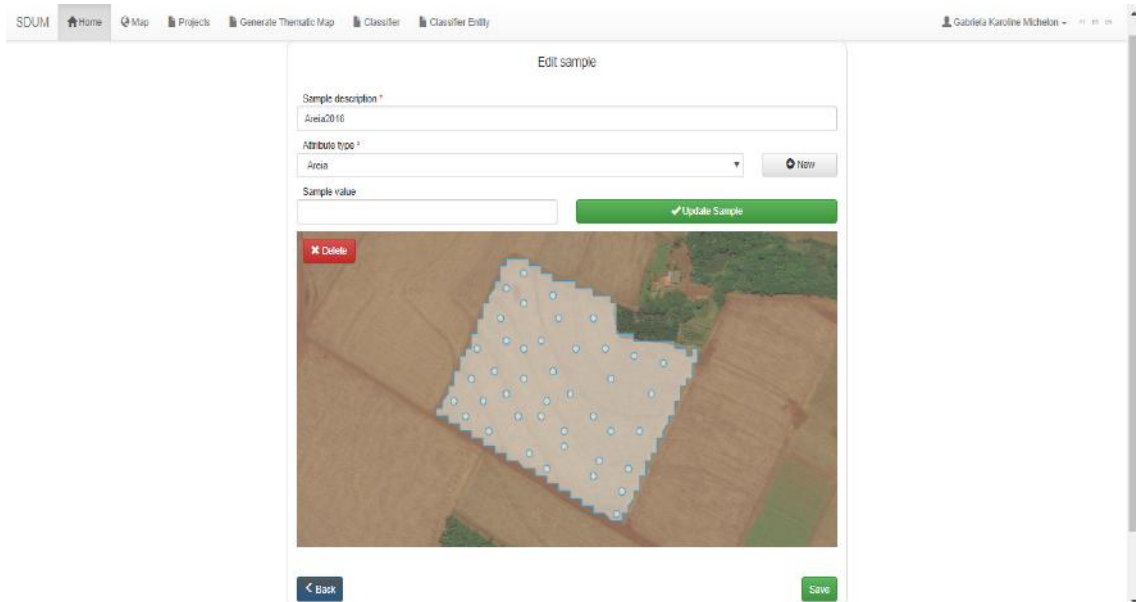 SDUM Home Map Projects Generate Thematic Map Classifier Classifier Entity Gabriela Karoline Michelon
Edit sample
Sample description *
Areia2016
Attribute type *
Areia New
Sample value
Update Sample
Delete
Back Save